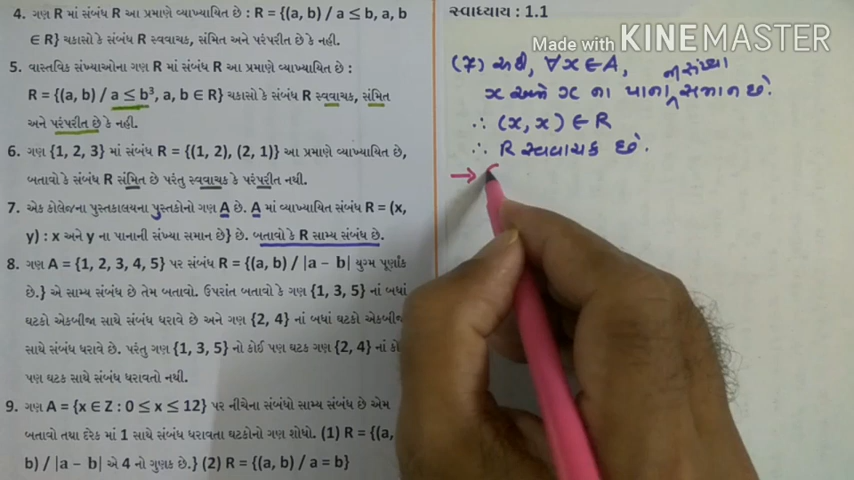 4. ગણ R માં સંબંધ R આ પ્રમાણે વ્યાખ્યાયિત છે : R = {(a, b) / a ≤ b, a, b
∈ R} ચકાસો કે સંબંધ R સ્વવાચક, સંમિત અને પરંપરીત છે કે નહી.
5. વાસ્તવિક સંખ્યાઓના ગણ R માં સંબંધ R આ પ્રમાણે વ્યાખ્યાયિત છે :
R = {(a, b) / a ≤ b³, a, b ∈ R} ચકાસો કે સંબંધ R સ્વવાચક, સંમિત
અને પરંપરીત છે કે નહી.
6. ગણ {1, 2, 3} માં સંબંધ R = {(1, 2), (2, 1)} આ પ્રમાણે વ્યાખ્યાયિત છે,
બતાવો કે સંબંધ R સંમિત છે પરંતુ સ્વવાચક કે પરંપરીત નથી.
7. એક કોલેજના પુસ્તકાલયના પુસ્તકોનો ગણ A છે. A માં વ્યાખ્યાયિત સંબંધ R = (x,
y) : x અને y ના પાનાની સંખ્યા સમાન છે} છે. બતાવોકે R સામ્ય સંબંધ છે.
8. ગણ A = {1, 2, 3, 4, 5} પર સંબંધ R = {(a, b) / |a – b| યુગ્મ પૂર્ણાંક
છે.} એ સામ્ય સંબંધ છે તેમ બતાવો. ઉપરાંત બતાવો કે ગણ {1, 3, 5} નાં બધાં
ઘટકો એકબીજા સાથે સંબંધ ધરાવે છે અને ગણ {2, 4} નાં બધાં ઘટકો એકબીજ
સાથે સંબંધ ધરાવે છે. પરંતુ ગણ {1, 3, 5} નો કોઈ પણ ઘટક ગણ {2, 4} નાં કો
પણ ઘટક સાથે સંબંધ ધરાવતો નથી.
9. ગણ A = {x ∈ Z : 0 ≤ x ≤ 12} પર નીચેના સંબંધો સામ્ય સંબંધ છે એમ
બતાવો તથા દરેક માં 1 સાથે સંબંધ ધરાવતા ઘટકોનો ગણ શોધો. (1) R = {(a,
b) / |a – b| એ 4 નો ગુણક છે.} (2) R = {(a, b) / a = b}
સ્વાધ્યાય : 1.1
Made with KINEMASTER
(7) અહી, ∀x ∈ A,
x અને x ના પાનાની સંખ્યા સમાન છે.
∴ (x, x) ∈ R
∴ R સ્વવાચક છે.
→